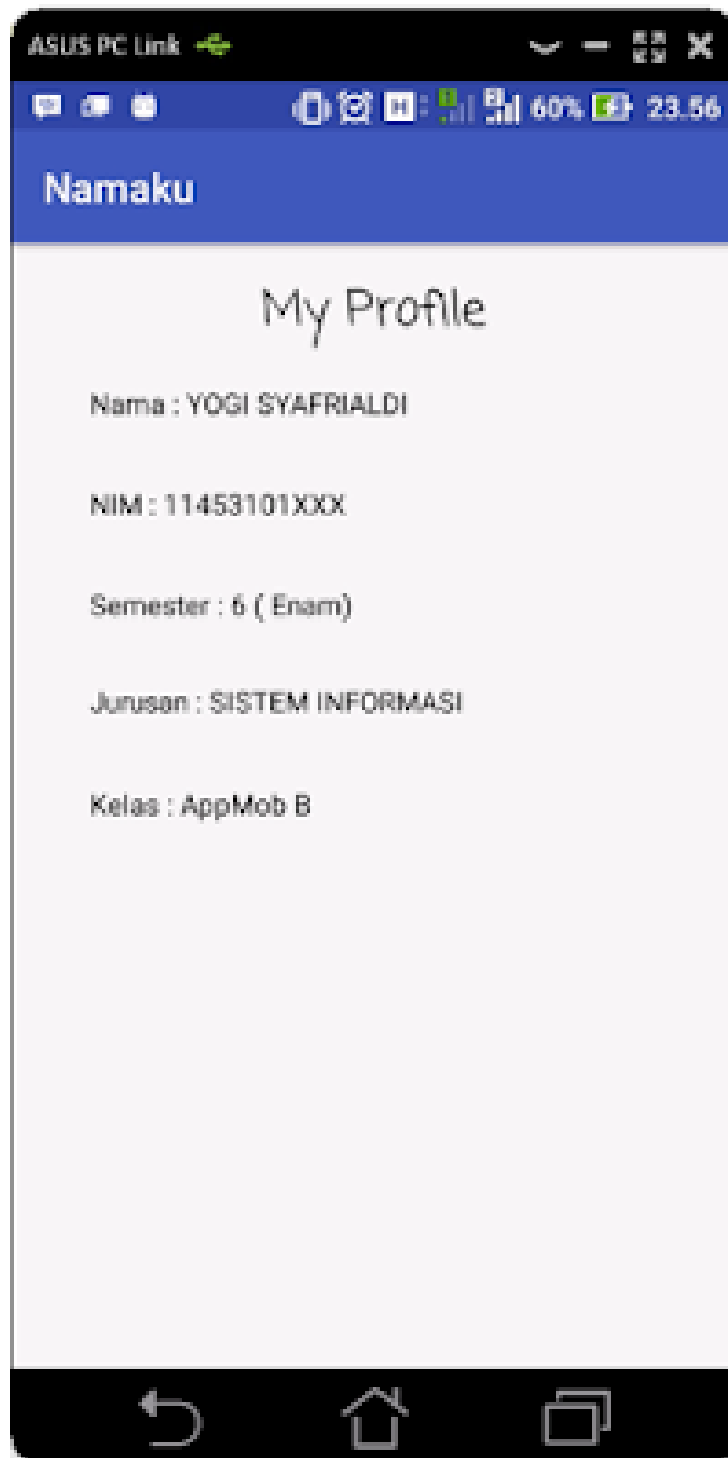 ASUS PC Link
60% 23.56
Namaku
My Profile
Nama : YOGI SYAFRIALDI
NIM : 11453101XXX
Semester : 6 ( Enam)
Jurusan : SISTEM INFORMASI
Kelas : AppMob B